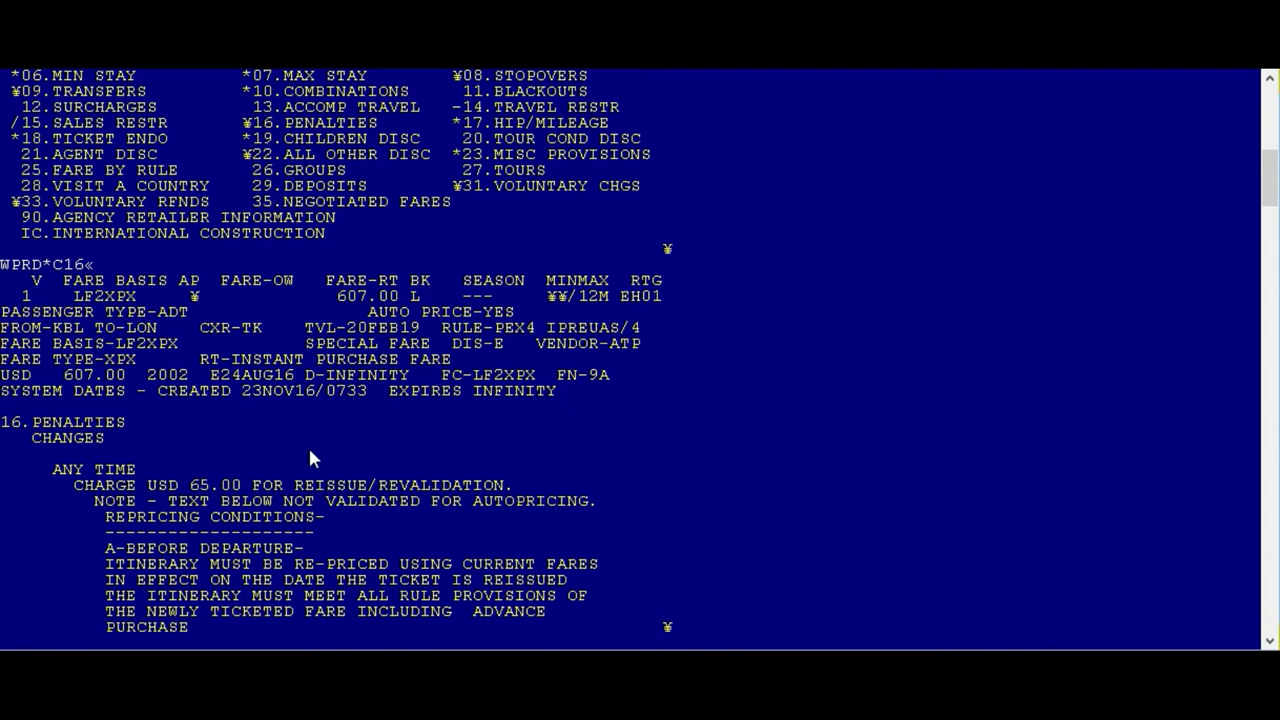 *06.MIN STAY *07.MAX STAY ¥08.STOPOVERS
¥09.TRANSFERS *10.COMBINATIONS 11.BLACKOUTS
12.SURCHARGES 13.ACCOMP TRAVEL -14.TRAVEL RESTR
/15.SALES RESTR ¥16.PENALTIES *17.HIP/MILEAGE
*18.TICKET ENDO *19.CHILDREN DISC 20.TOUR COND DISC
21.AGENT DISC ¥22.ALL OTHER DISC *23.MISC PROVISIONS
25.FARE BY RULE 26.GROUPS 27.TOURS
28.VISIT A COUNTRY 29.DEPOSITS ¥31.VOLUNTARY CHGS
¥33.VOLUNTARY RFNDS 35.NEGOTIATED FARES
90.AGENCY RETAILER INFORMATION
IC.INTERNATIONAL CONSTRUCTION
¥
WPRD*C16«
V FARE BASIS AP FARE-OW FARE-RT BK SEASON MINMAX RTG
1 LF2XPX ¥ 607.00 L --- ¥¥/12M EH01
PASSENGER TYPE-ADT AUTO PRICE-YES
FROM-KBL TO-LON CXR-TK TVL-20FEB19 RULE-PEX4 IPREUAS/4
FARE BASIS-LF2XPX SPECIAL FARE DIS-E VENDOR-ATP
FARE TYPE-XPX RT-INSTANT PURCHASE FARE
USD 607.00 2002 E24AUG16 D-INFINITY FC-LF2XPX FN-9A
SYSTEM DATES - CREATED 23NOV16/0733 EXPIRES INFINITY
16.PENALTIES
CHANGES
ANY TIME
CHARGE USD 65.00 FOR REISSUE/REVALIDATION.
NOTE - TEXT BELOW NOT VALIDATED FOR AUTOPRICING.
REPRICING CONDITIONS-
--------------------
A-BEFORE DEPARTURE-
ITINERARY MUST BE RE-PRICED USING CURRENT FARES
IN EFFECT ON THE DATE THE TICKET IS REISSUED
THE ITINERARY MUST MEET ALL RULE PROVISIONS OF
THE NEWLY TICKETED FARE INCLUDING ADVANCE
PURCHASE ¥